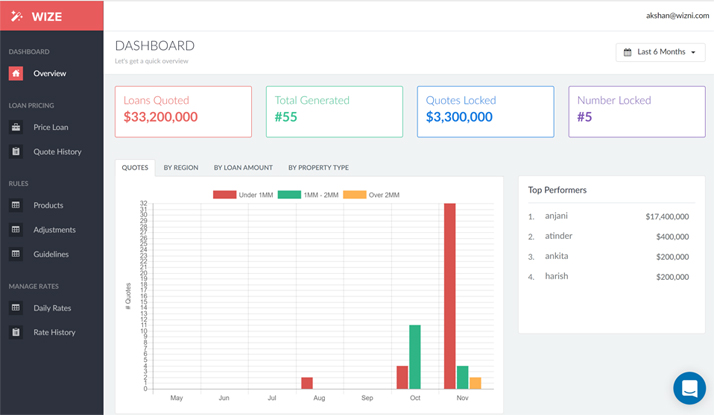 WIZE
akshan@wizni.com
DASHBOARD
Overview
LOAN PRICING
Price Loan
Quote History
RULES
Products
Adjustments
Guidelines
MANAGE RATES
Daily Rates
Rate History
DASHBOARD
Let's get a quick overview
Last 6 Months
Loans Quoted
$33,200,000
Total Generated
#55
Quotes Locked
$3,300,000
Number Locked
#5
QUOTES BY REGION BY LOAN AMOUNT BY PROPERTY TYPE
Under 1MM 1MM - 2MM Over 2MM
# Quotes
32
31
30
29
28
27
26
25
24
23
22
21
20
19
18
17
16
15
14
13
12
11
10
9
8
7
6
5
4
3
2
1
0
May Jun Jul Aug Sep Oct Nov
Top Performers
1. anjani $17,400,000
2. atinder $400,000
3. ankita $200,000
4. harish $200,000